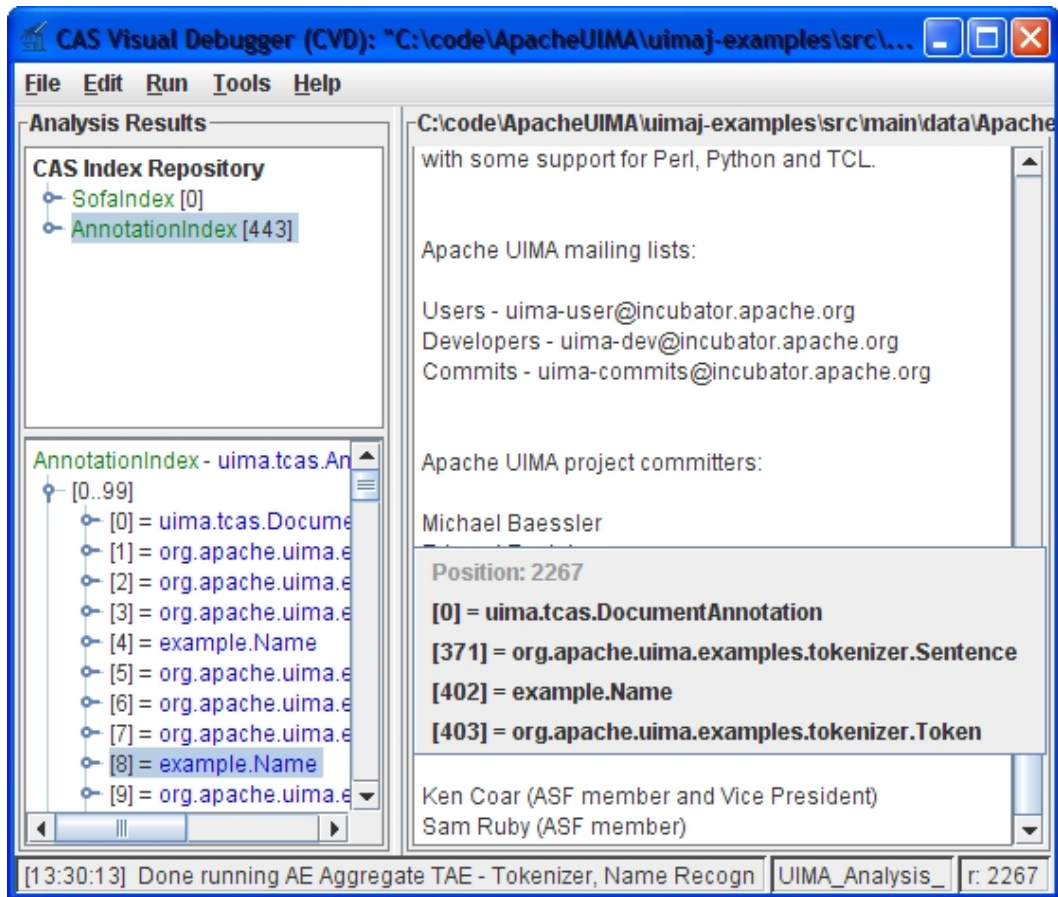 CAS Visual Debugger (CVD): "C:\code\ApacheUIMA\uimaj-examples\src\...
File Edit Run Tools Help
Analysis Results
CAS Index Repository
SofaIndex [0]
AnnotationIndex [443]
AnnotationIndex - uima.tcas.An
[0..99]
[0] = uima.tcas.Docume
[1] = org.apache.uima.e
[2] = org.apache.uima.e
[3] = org.apache.uima.e
[4] = example.Name
[5] = org.apache.uima.e
[6] = org.apache.uima.e
[7] = org.apache.uima.e
[8] = example.Name
[9] = org.apache.uima.e
C:\code\ApacheUIMA\uimaj-examples\src\main\data\Apache
with some support for Perl, Python and TCL.
Apache UIMA mailing lists:
Users - uima-user@incubator.apache.org
Developers - uima-dev@incubator.apache.org
Commits - uima-commits@incubator.apache.org
Apache UIMA project committers:
Michael Baessler
Position: 2267
[0] = uima.tcas.DocumentAnnotation
[371] = org.apache.uima.examples.tokenizer.Sentence
[402] = example.Name
[403] = org.apache.uima.examples.tokenizer.Token
Ken Coar (ASF member and Vice President)
Sam Ruby (ASF member)
[13:30:13] Done running AE Aggregate TAE - Tokenizer, Name Recogn
UIMA_Analysis_
r: 2267